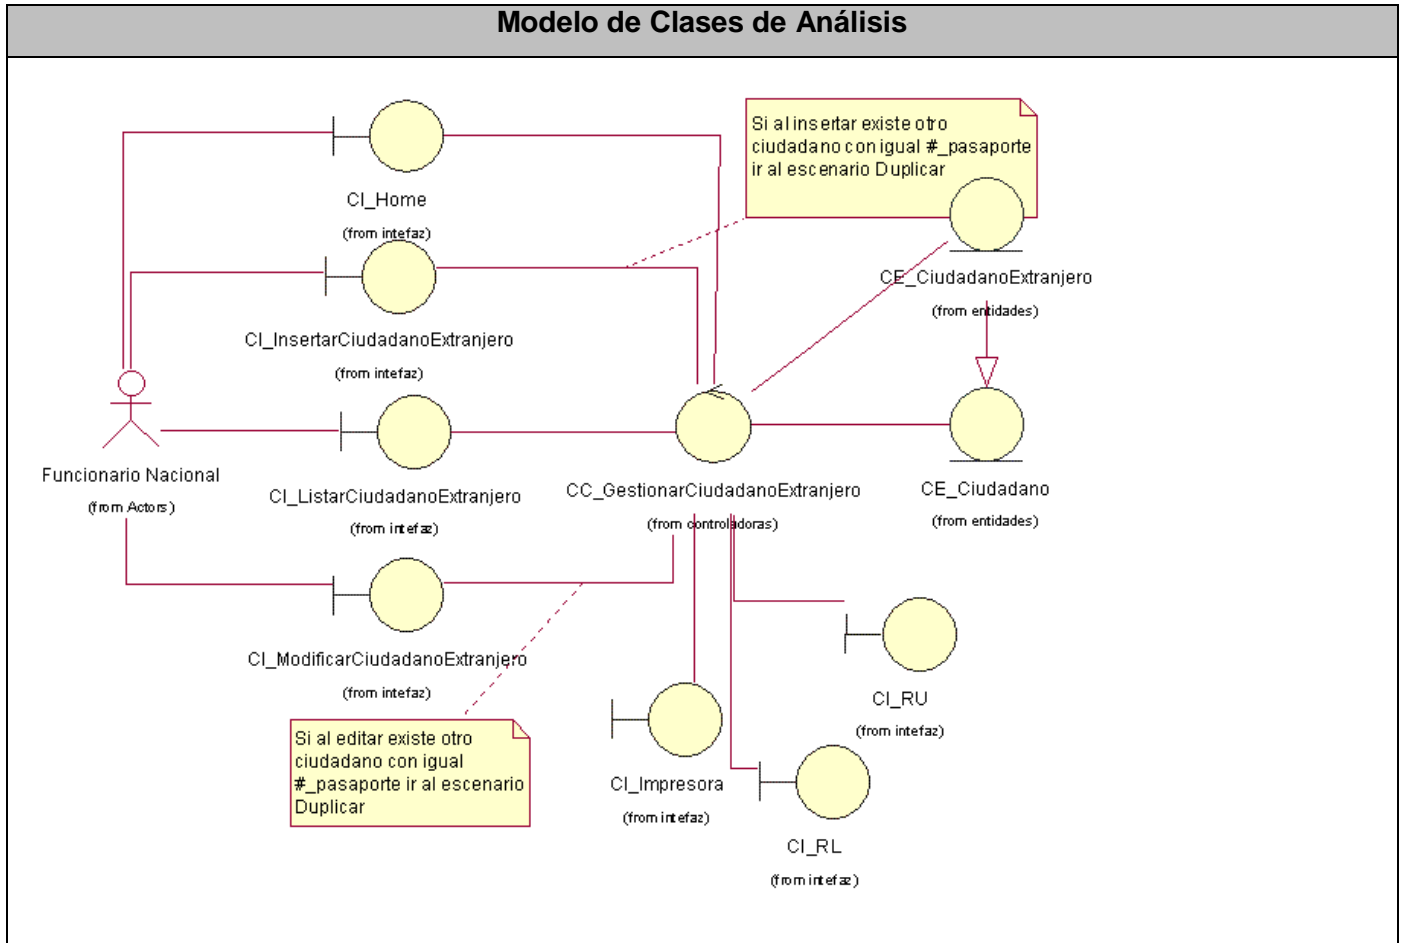 Modelo de Clases de Análisis
Si al insertar existe otro
ciudadano con igual #_pasaporte
ir al escenario Duplicar
CI_Home
(from intefaz)
CE_CiudadanoExtranjero
(from entidades)
CI_InsertarCiudadanoExtranjero
(from intefaz)
Funcionario Nacional
(from Actors)
CI_ListarCiudadanoExtranjero
(from intefaz)
CC_GestionarCiudadanoExtranjero
(from controladoras)
CE_Ciudadano
(from entidades)
CI_ModificarCiudadanoExtranjero
(from intefaz)
CI_RU
(from intefaz)
Si al editar existe otro
ciudadano con igual
#_pasaporte ir al escenario
Duplicar
CI_Impresora
(from intefaz)
CI_RL
(from intefaz)